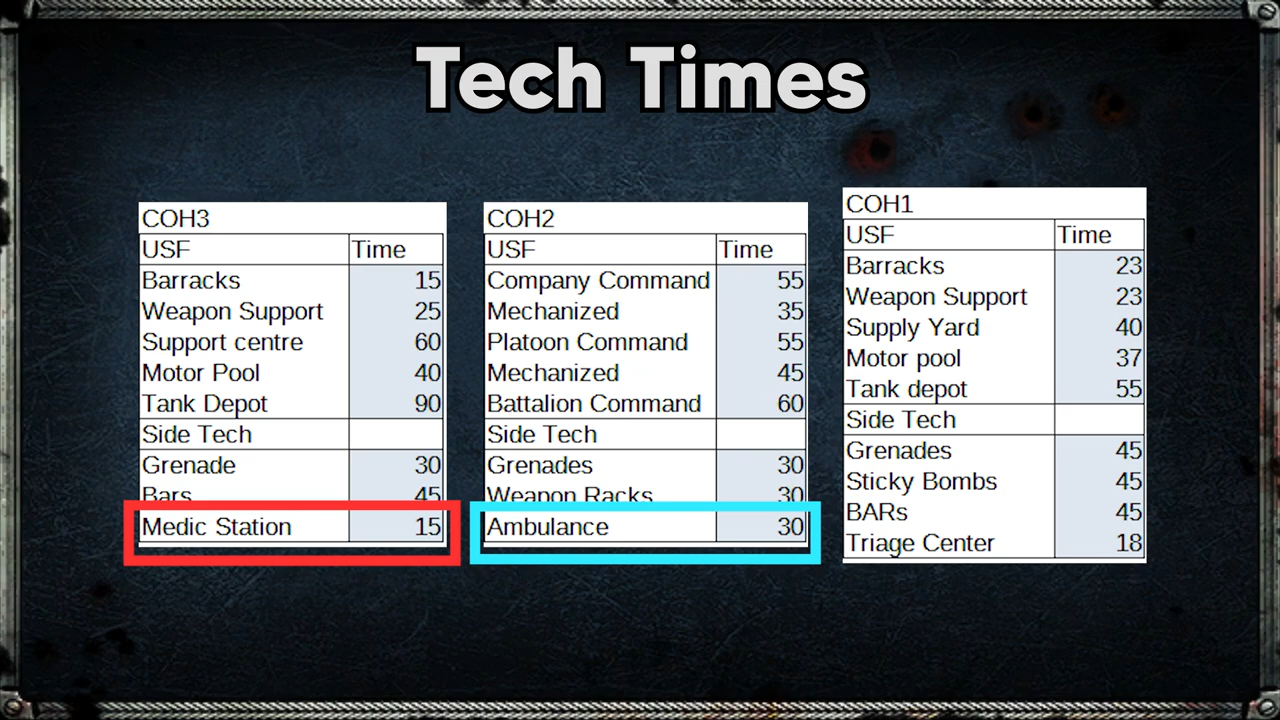 Tech Times
COH3
USF Time
Barracks 15
Weapon Support 25
Support centre 60
Motor Pool 40
Tank Depot 90
Side Tech
Grenade 30
Bars 45
Medic Station 15
COH2
USF Time
Company Command 55
Mechanized 35
Platoon Command 55
Mechanized 45
Battalion Command 60
Side Tech
Grenades 30
Weapon Racks 30
Ambulance 30
COH1
USF Time
Barracks 23
Weapon Support 23
Supply Yard 40
Motor pool 37
Tank depot 55
Side Tech
Grenades 45
Sticky Bombs 45
BARs 45
Triage Center 18